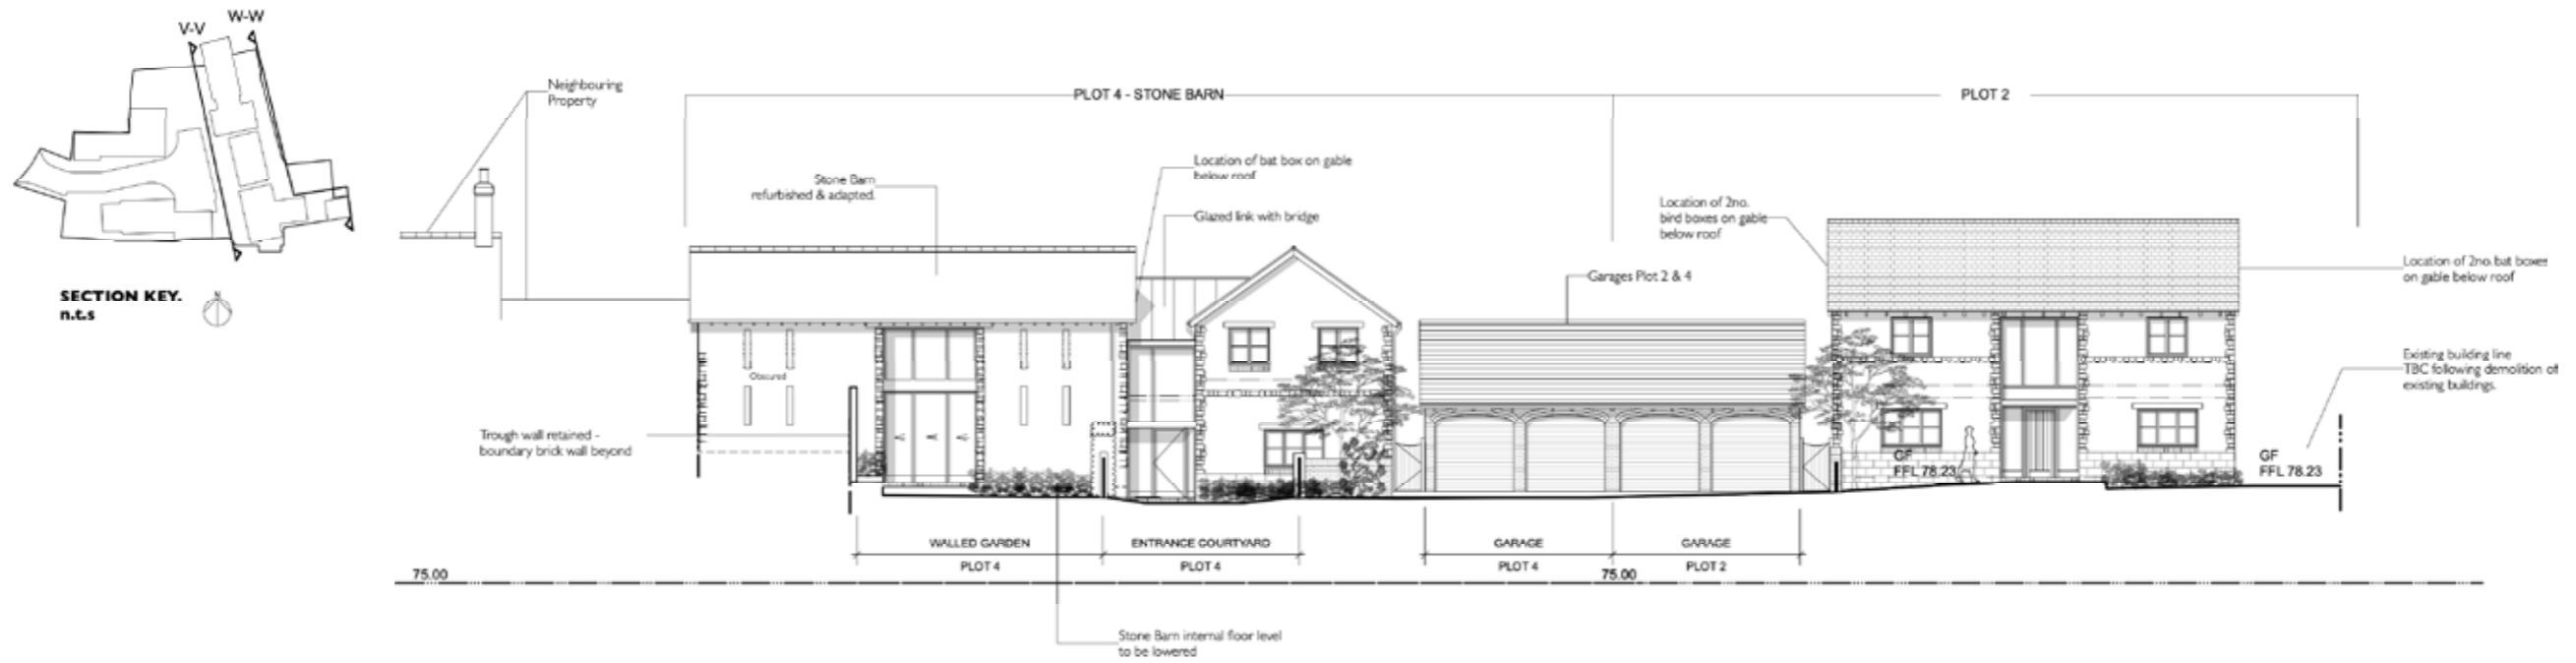 V-V
W-W
SECTION KEY.
n.t.s
N
Neighbouring
Property
PLOT 4 - STONE BARN
PLOT 2
Stone Barn
refurbished & adapted.
Location of bat box on gable
below roof
Glazed link with bridge
Location of 2no.
bird boxes on gable
below roof
Garages Plot 2 & 4
Location of 2no. bat boxes
on gable below roof
Existing building line
TBC following demolition of
existing buildings.
Obscured
Trough wall retained -
boundary brick wall beyond
GF
FFL 78.23
GF
FFL 78.23
WALLED GARDEN
PLOT 4
ENTRANCE COURTYARD
PLOT 4
GARAGE
PLOT 4
GARAGE
PLOT 2
75.00
75.00
Stone Barn internal floor level
to be lowered